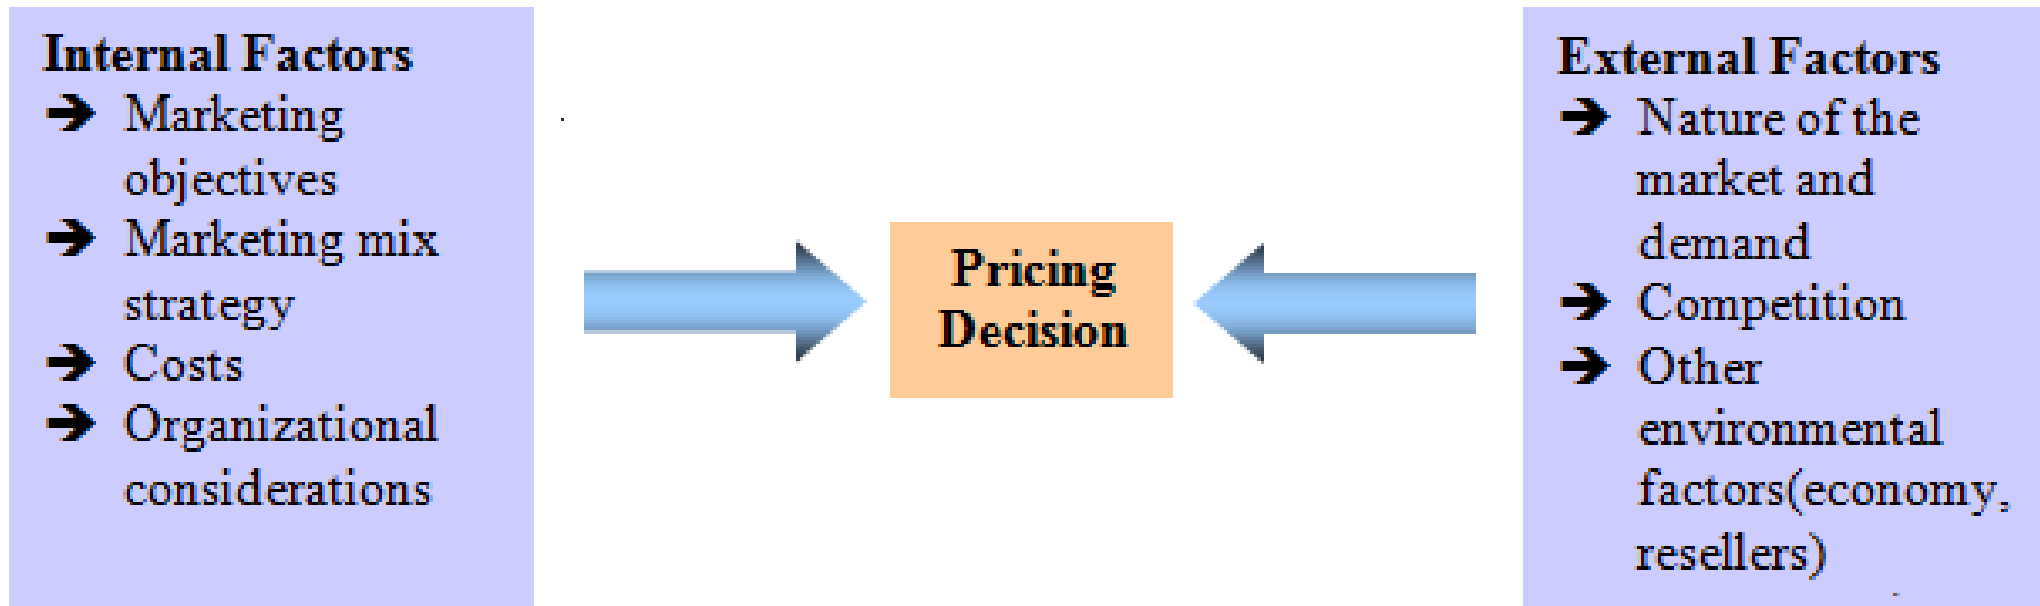 Internal Factors
➔ Marketing
objectives
➔ Marketing mix
strategy
➔ Costs
➔ Organizational
considerations
Pricing
Decision
External Factors
➔ Nature of the
market and
demand
➔ Competition
➔ Other
environmental
factors(economy,
resellers)